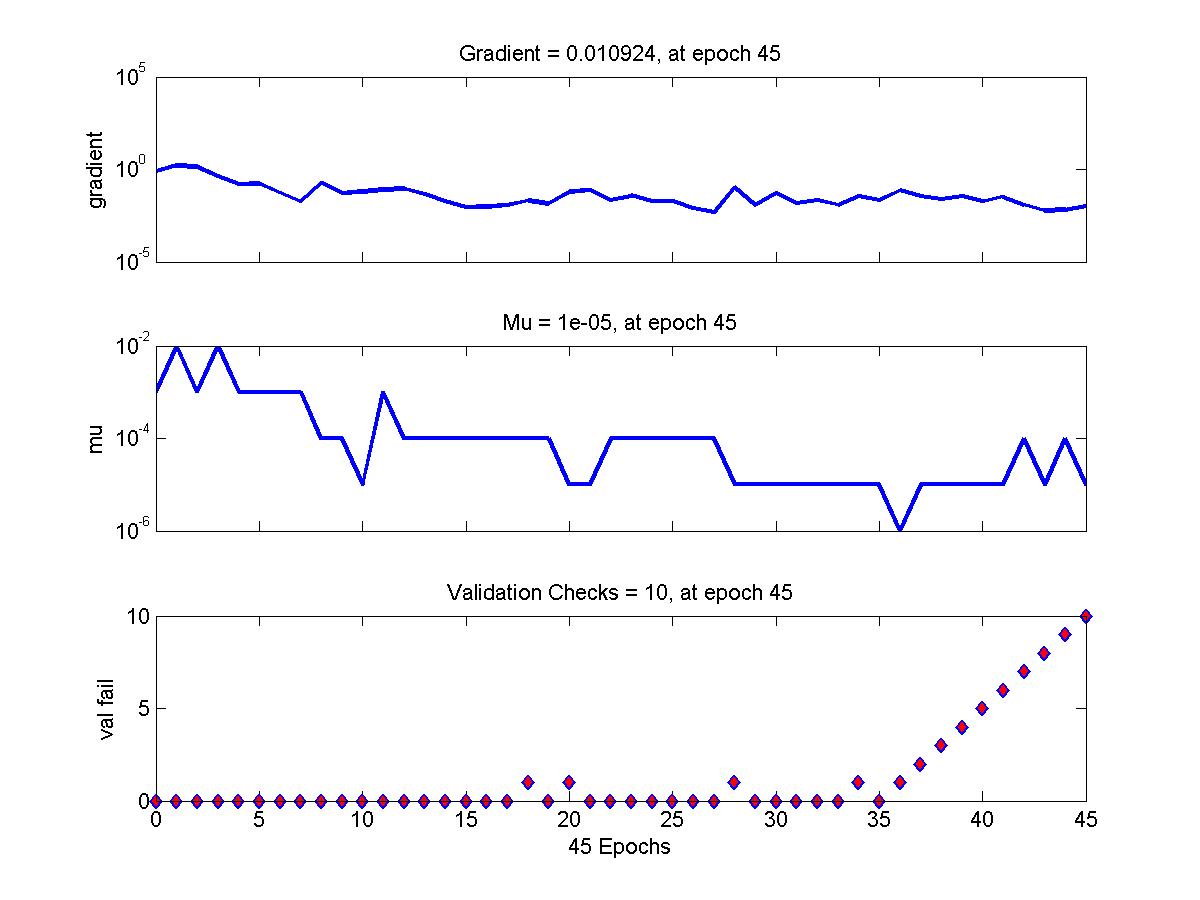 Gradient = 0.010924, at epoch 45
10^5
10^0
10^-5
gradient
Mu = 1e-05, at epoch 45
10^-2
10^-4
10^-6
mu
Validation Checks = 10, at epoch 45
10
5
0
val fail
0 5 10 15 20 25 30 35 40 45
45 Epochs